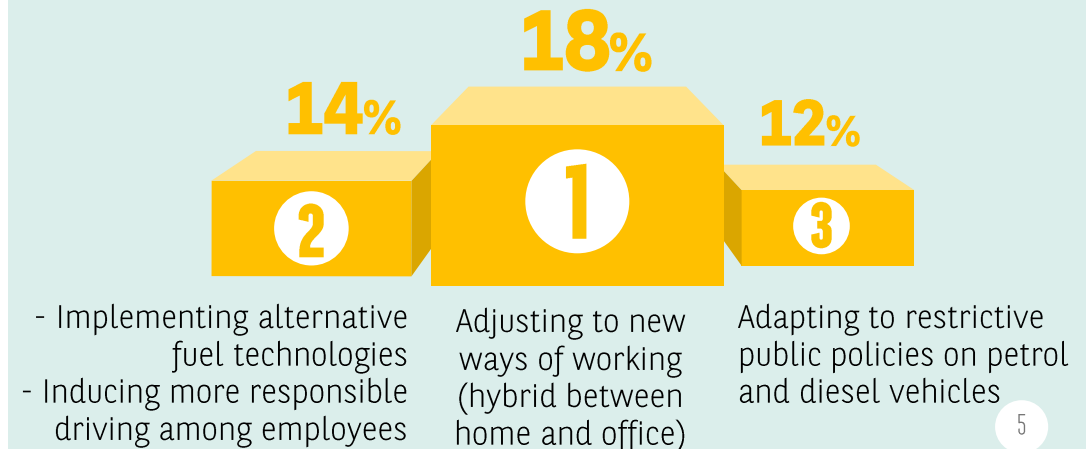 18%
14%
12%
1
2
3
- Implementing alternative
fuel technologies
- Inducing more responsible
driving among employees
Adjusting to new
ways of working
(hybrid between
home and office)
Adapting to restrictive
public policies on petrol
and diesel vehicles
5